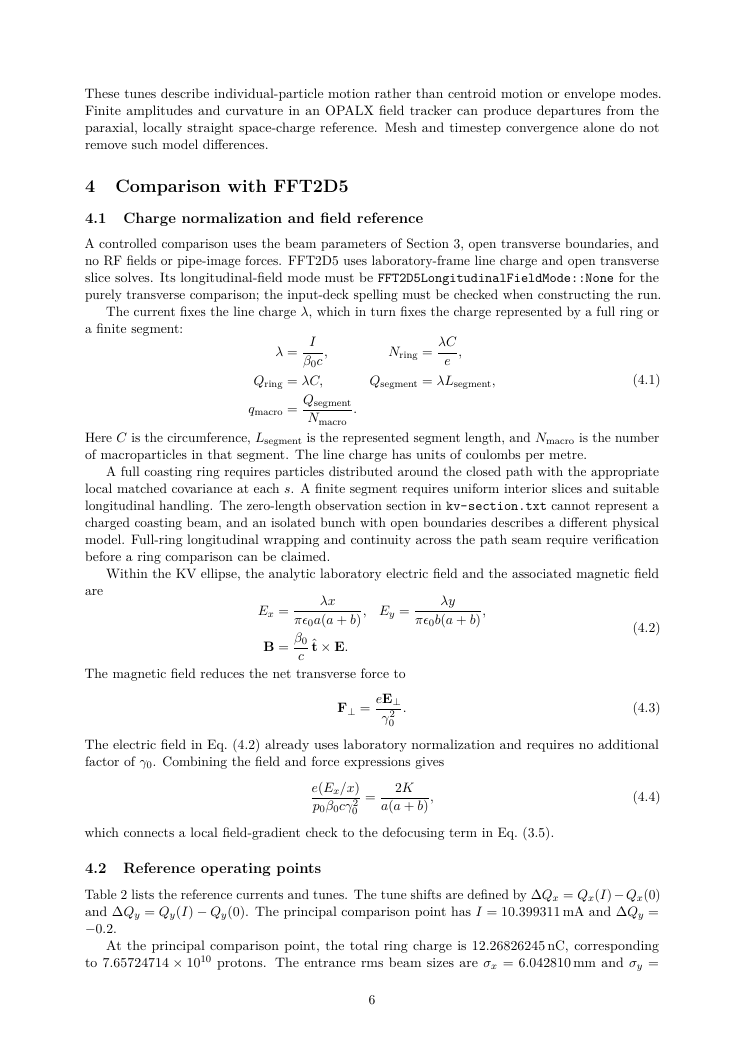 These tunes describe individual-particle motion rather than centroid motion or envelope modes.
Finite amplitudes and curvature in an OPALX field tracker can produce departures from the
paraxial, locally straight space-charge reference. Mesh and timestep convergence alone do not
remove such model differences.
4 Comparison with FFT2D5
4.1 Charge normalization and field reference
A controlled comparison uses the beam parameters of Section 3, open transverse boundaries, and
no RF fields or pipe-image forces. FFT2D5 uses laboratory-frame line charge and open transverse
slice solves. Its longitudinal-field mode must be FFT2D5LongitudinalFieldMode::None for the
purely transverse comparison; the input-deck spelling must be checked when constructing the run.
The current fixes the line charge λ, which in turn fixes the charge represented by a full ring or
a finite segment:
λ = I/(β₀c), N_ring = λC/e,
Q_ring = λC, Q_segment = λL_segment, (4.1)
q_macro = Q_segment/N_macro.
Here C is the circumference, L_segment is the represented segment length, and N_macro is the number
of macroparticles in that segment. The line charge has units of coulombs per metre.
A full coasting ring requires particles distributed around the closed path with the appropriate
local matched covariance at each s. A finite segment requires uniform interior slices and suitable
longitudinal handling. The zero-length observation section in kv-section.txt cannot represent a
charged coasting beam, and an isolated bunch with open boundaries describes a different physical
model. Full-ring longitudinal wrapping and continuity across the path seam require verification
before a ring comparison can be claimed.
Within the KV ellipse, the analytic laboratory electric field and the associated magnetic field
are
E_x = λx/(πϵ₀a(a + b)), E_y = λy/(πϵ₀b(a + b)),
(4.2)
B = (β₀/c) t̂ × E.
The magnetic field reduces the net transverse force to
F_⊥ = eE_⊥/γ₀². (4.3)
The electric field in Eq. (4.2) already uses laboratory normalization and requires no additional
factor of γ₀. Combining the field and force expressions gives
e(E_x/x)/(p₀β₀cγ₀²) = 2K/(a(a + b)), (4.4)
which connects a local field-gradient check to the defocusing term in Eq. (3.5).
4.2 Reference operating points
Table 2 lists the reference currents and tunes. The tune shifts are defined by ΔQ_x = Q_x(I) − Q_x(0)
and ΔQ_y = Q_y(I) − Q_y(0). The principal comparison point has I = 10.399311 mA and ΔQ_y =
−0.2.
At the principal comparison point, the total ring charge is 12.26826245 nC, corresponding
to 7.65724714 × 10¹⁰ protons. The entrance rms beam sizes are σ_x = 6.042810 mm and σ_y =
6